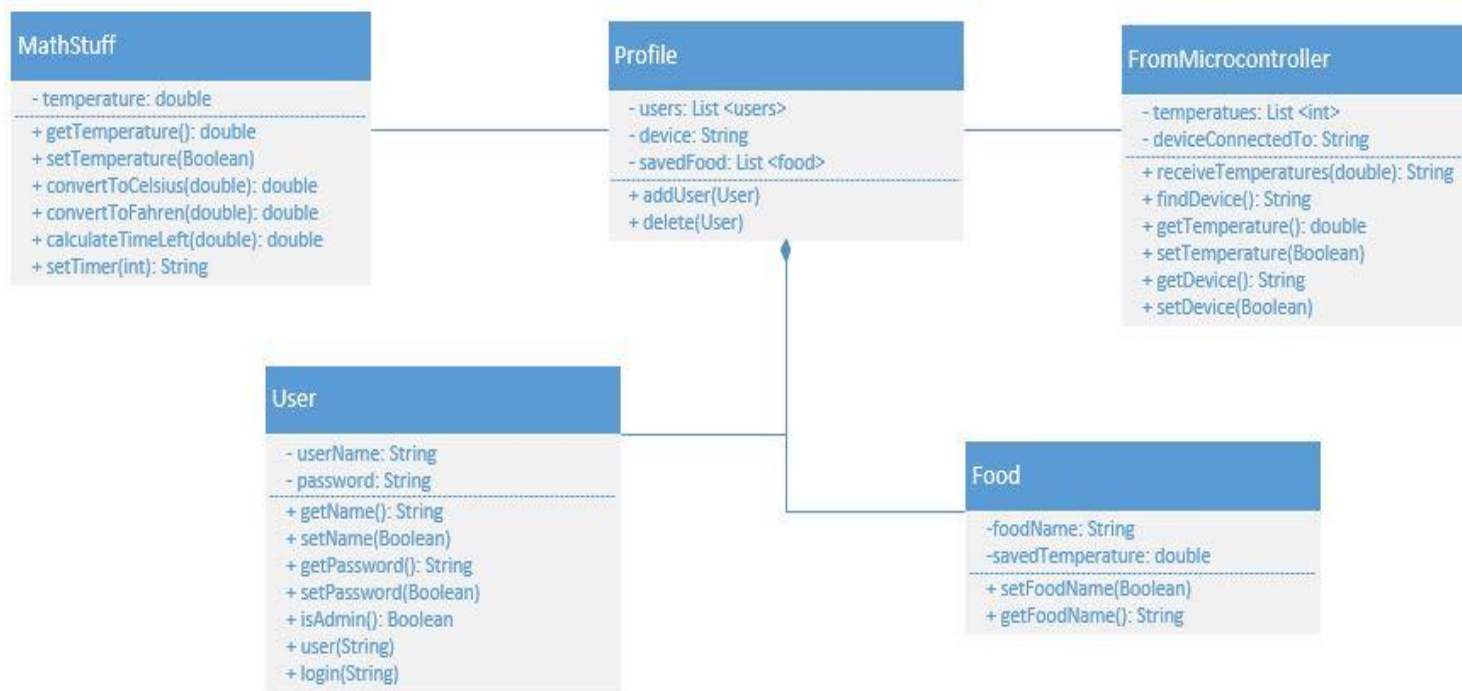 MathStuff
- temperature: double
+ getTemperature(): double
+ setTemperature(Boolean)
+ convertToCelsius(double): double
+ convertToFahren(double): double
+ calculateTimeLeft(double): double
+ setTimer(int): String
Profile
- users: List <users>
- device: String
- savedFood: List <food>
+ addUser(User)
+ delete(User)
FromMicrocontroller
- temperatues: List <int>
- deviceConnectedTo: String
+ receiveTemperatures(double): String
+ findDevice(): String
+ getTemperature(): double
+ setTemperature(Boolean)
+ getDevice(): String
+ setDevice(Boolean)
User
- userName: String
- password: String
+ getName(): String
+ setName(Boolean)
+ getPassword(): String
+ setPassword(Boolean)
+ isAdmin(): Boolean
+ user(String)
+ login(String)
Food
-foodName: String
-savedTemperature: double
+ setFoodName(Boolean)
+ getFoodName(): String